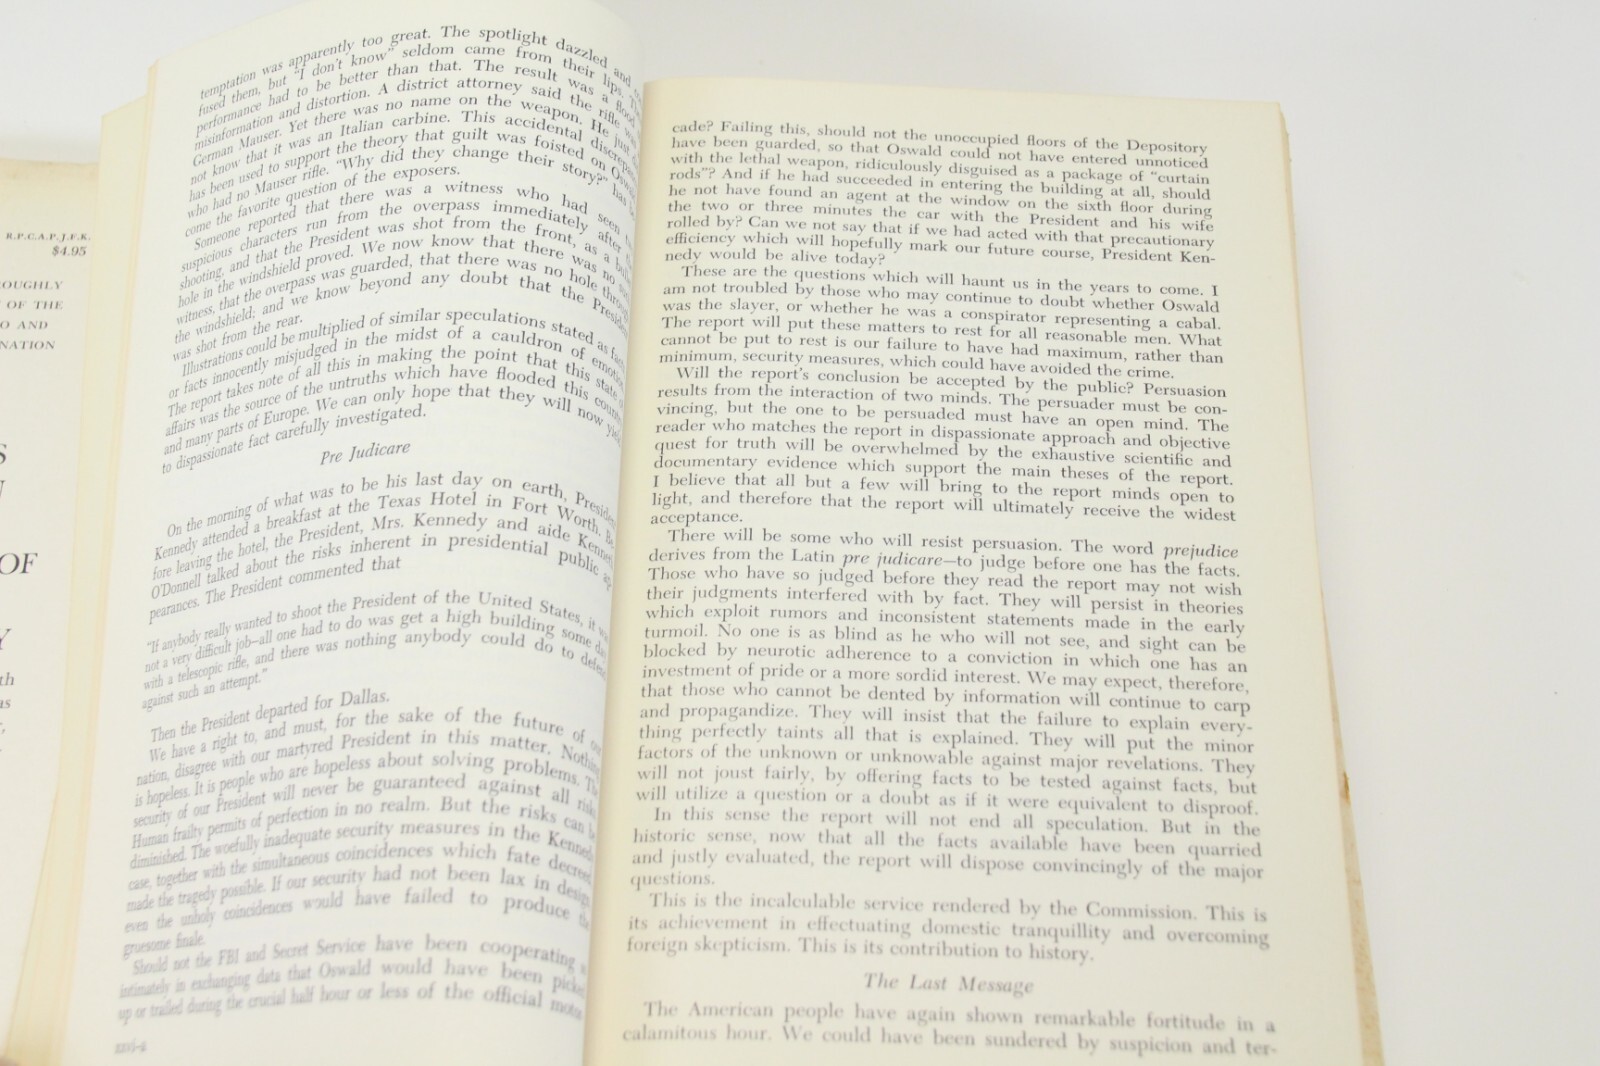 R.P.C.A.P.J.F.K.
$4.95
OUGHLY
OF THE
O AND
NATION
S
OF
Y
th
as
temptation was apparently too great. The spotlight dazzled and
fused them, but "I don't know" seldom came from their lips.
performance had to be better than that. The result was a flood
misinformation and distortion. A district attorney said the rifle was
German Mauser. Yet there was no name on the weapon. He just
not know that it was an Italian carbine. This accidental discrepan
has been used to support the theory that guilt was foisted on Oswa
who had no Mauser rifle. "Why did they change their story?" has
come the favorite question of the exposers.
Someone reported that there was a witness who had seen
suspicious characters run from the overpass immediately after
shooting, and that the President was shot from the front, as a bul
hole in the windshield proved. We now know that there was no
witness, that the overpass was guarded, that there was no hole through
the windshield; and we know beyond any doubt that the President
was shot from the rear.
Illustrations could be multiplied of similar speculations stated as fact
or facts innocently misjudged in the midst of a cauldron of emotion
The report takes note of all this in making the point that this state
affairs was the source of the untruths which have flooded this country
and many parts of Europe. We can only hope that they will now yield
to dispassionate fact carefully investigated.
Pre Judicare
On the morning of what was to be his last day on earth, President
Kennedy attended a breakfast at the Texas Hotel in Fort Worth. Be
fore leaving the hotel, the President, Mrs. Kennedy and aide Kenneth
O'Donnell talked about the risks inherent in presidential public ap
pearances. The President commented that
"If anybody really wanted to shoot the President of the United States, it was
not a very difficult job—all one had to do was get a high building some day
with a telescopic rifle, and there was nothing anybody could do to defend
against such an attempt."
Then the President departed for Dallas.
We have a right to, and must, for the sake of the future of our
nation, disagree with our martyred President in this matter. Nothing
is hopeless. It is people who are hopeless about solving problems. The
security of our President will never be guaranteed against all risks.
Human frailty permits of perfection in no realm. But the risks can be
diminished. The woefully inadequate security measures in the Kennedy
case, together with the simultaneous coincidences which fate decreed
made the tragedy possible. If our security had not been lax in design
even the unholy coincidences would have failed to produce the
gruesome finale.
Should not the FBI and Secret Service have been cooperating
intimately in exchanging data that Oswald would have been picked
up or trailed during the crucial half hour or less of the official motor
cade? Failing this, should not the unoccupied floors of the Depository
have been guarded, so that Oswald could not have entered unnoticed
with the lethal weapon, ridiculously disguised as a package of "curtain
rods"? And if he had succeeded in entering the building at all, should
he not have found an agent at the window on the sixth floor during
the two or three minutes the car with the President and his wife
rolled by? Can we not say that if we had acted with that precautionary
efficiency which will hopefully mark our future course, President Ken-
nedy would be alive today?
These are the questions which will haunt us in the years to come. I
am not troubled by those who may continue to doubt whether Oswald
was the slayer, or whether he was a conspirator representing a cabal.
The report will put these matters to rest for all reasonable men. What
cannot be put to rest is our failure to have had maximum, rather than
minimum, security measures, which could have avoided the crime.
Will the report's conclusion be accepted by the public? Persuasion
results from the interaction of two minds. The persuader must be con-
vincing, but the one to be persuaded must have an open mind. The
reader who matches the report in dispassionate approach and objective
quest for truth will be overwhelmed by the exhaustive scientific and
documentary evidence which support the main theses of the report.
I believe that all but a few will bring to the report minds open to
light, and therefore that the report will ultimately receive the widest
acceptance.
There will be some who will resist persuasion. The word prejudice
derives from the Latin pre judicare—to judge before one has the facts.
Those who have so judged before they read the report may not wish
their judgments interfered with by fact. They will persist in theories
which exploit rumors and inconsistent statements made in the early
turmoil. No one is as blind as he who will not see, and sight can be
blocked by neurotic adherence to a conviction in which one has an
investment of pride or a more sordid interest. We may expect, therefore,
that those who cannot be dented by information will continue to carp
and propagandize. They will insist that the failure to explain every-
thing perfectly taints all that is explained. They will put the minor
factors of the unknown or unknowable against major revelations. They
will not joust fairly, by offering facts to be tested against facts, but
will utilize a question or a doubt as if it were equivalent to disproof.
In this sense the report will not end all speculation. But in the
historic sense, now that all the facts available have been quarried
and justly evaluated, the report will dispose convincingly of the major
questions.
This is the incalculable service rendered by the Commission. This is
its achievement in effectuating domestic tranquillity and overcoming
foreign skepticism. This is its contribution to history.
The Last Message
The American people have again shown remarkable fortitude in a
calamitous hour. We could have been sundered by suspicion and ter-